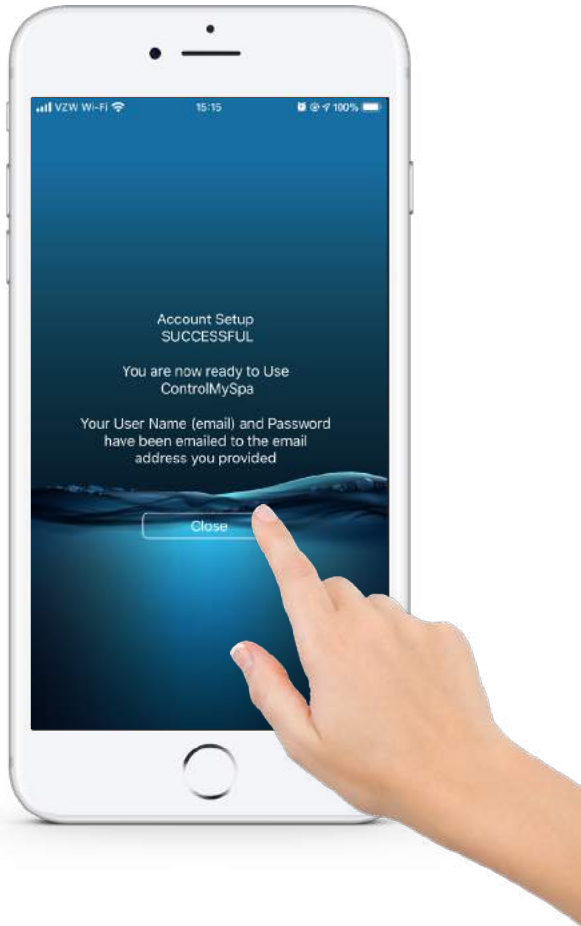 VZW Wi-Fi 15:15 100%
Account Setup
SUCCESSFUL
You are now ready to Use
ControlMySpa
Your User Name (email) and Password
have been emailed to the email
address you provided
Close